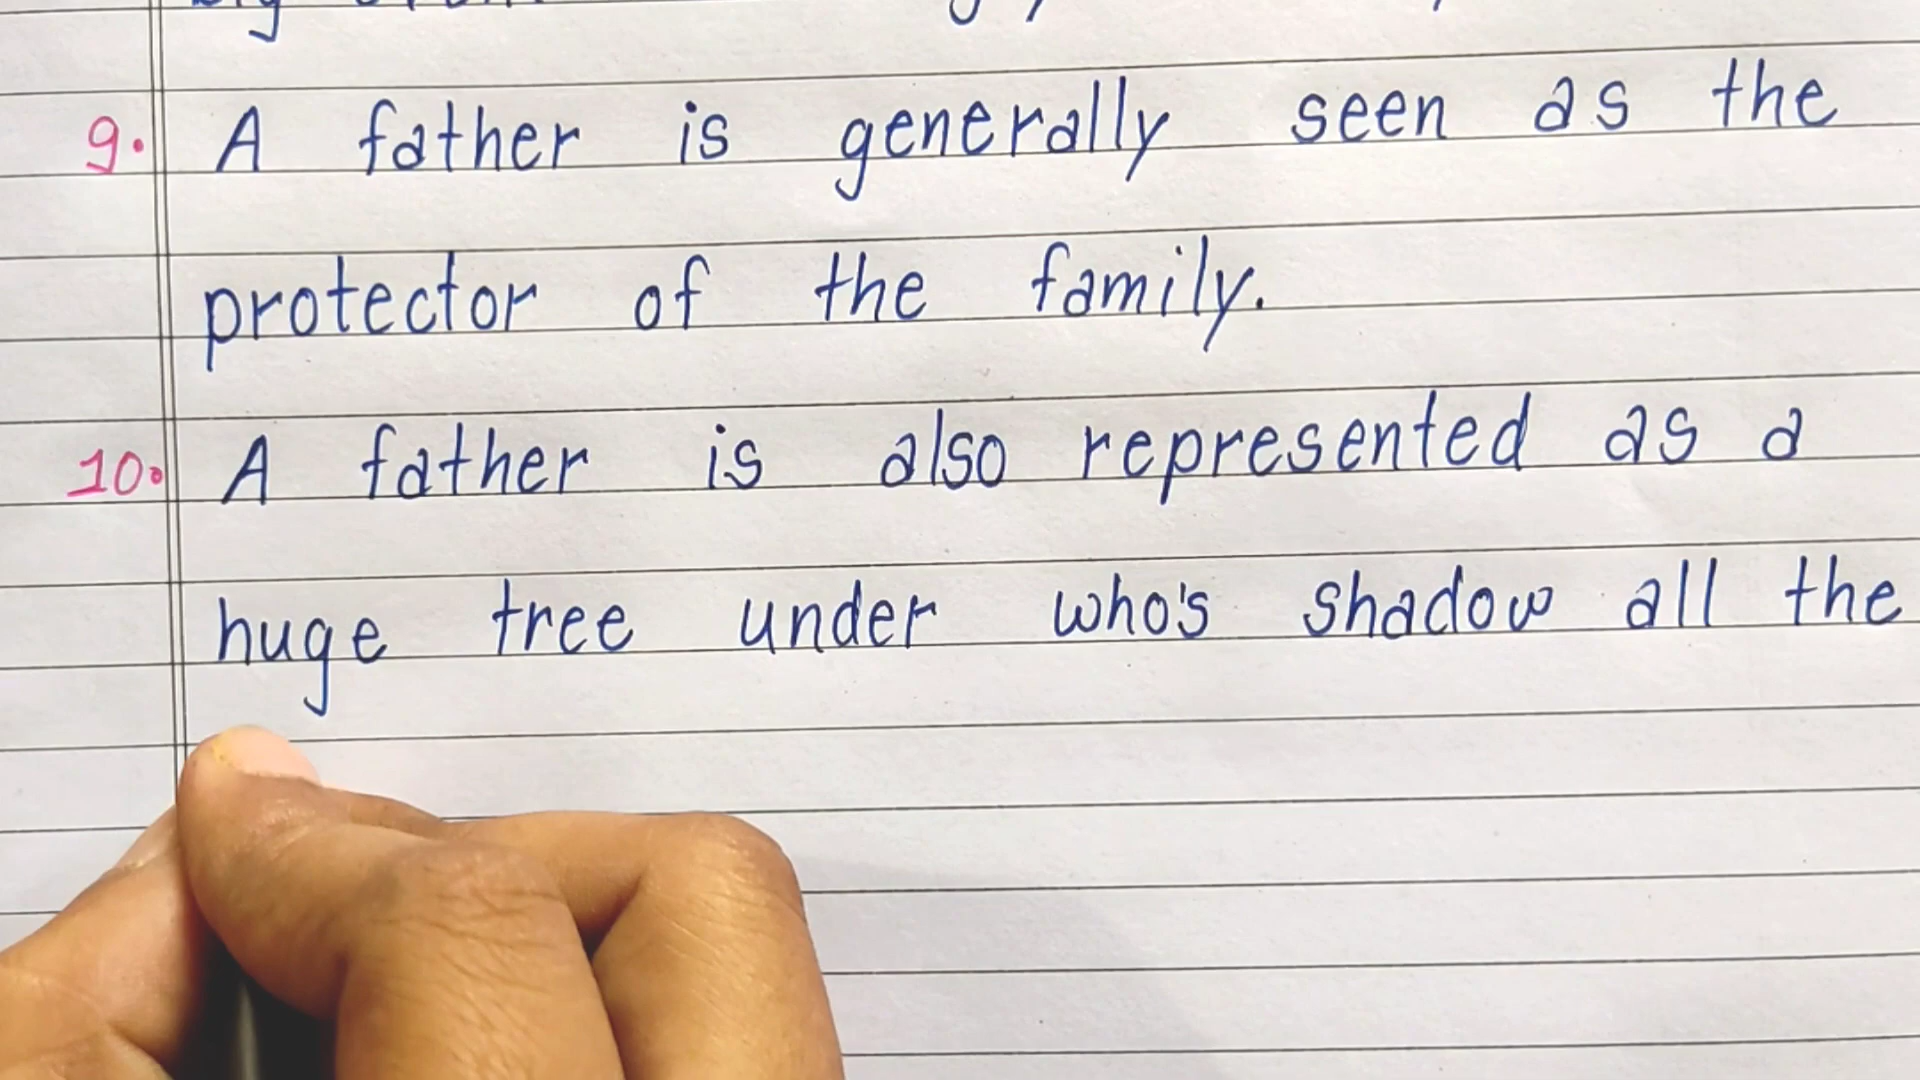 9. A father is generally seen as the
protector of the family.
10. A father is also represented as a
huge tree under who's shadow all the